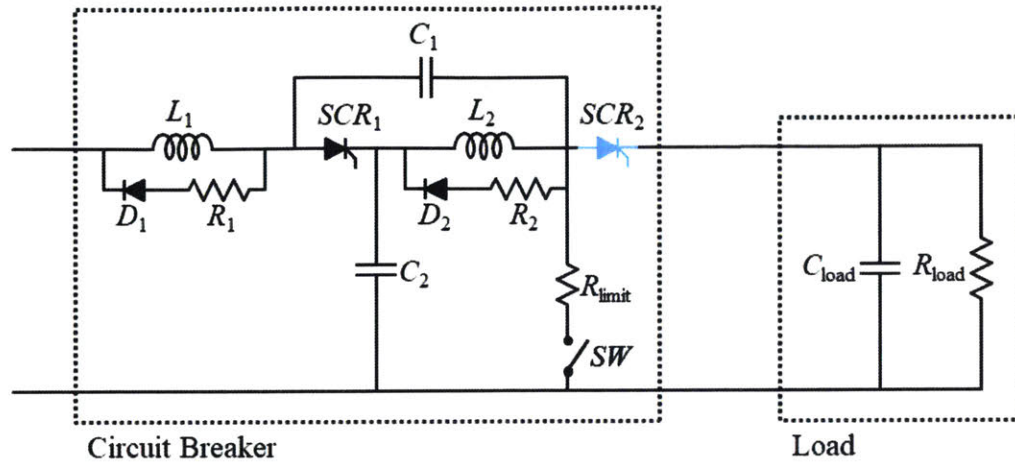 C1
L1
SCR1
L2
SCR2
D1
R1
D2
R2
C2
Rlimit
SW
Cload
Rload
Circuit Breaker
Load